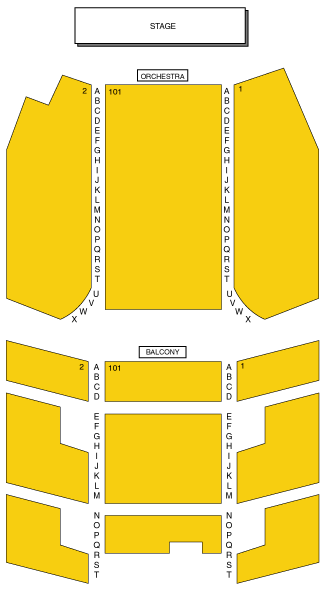 STAGE
ORCHESTRA
2 A 101 A 1
B B
C C
D D
E E
F F
G G
H H
I I
J J
K K
L L
M M
N N
O O
P P
Q Q
R R
S S
T T
U U
V V
W W
X X
BALCONY
2 A 101 A 1
B B
C C
D D
E E
F F
G G
H H
I I
J J
K K
L L
M M
N N
O O
P P
Q Q
R R
S S
T T